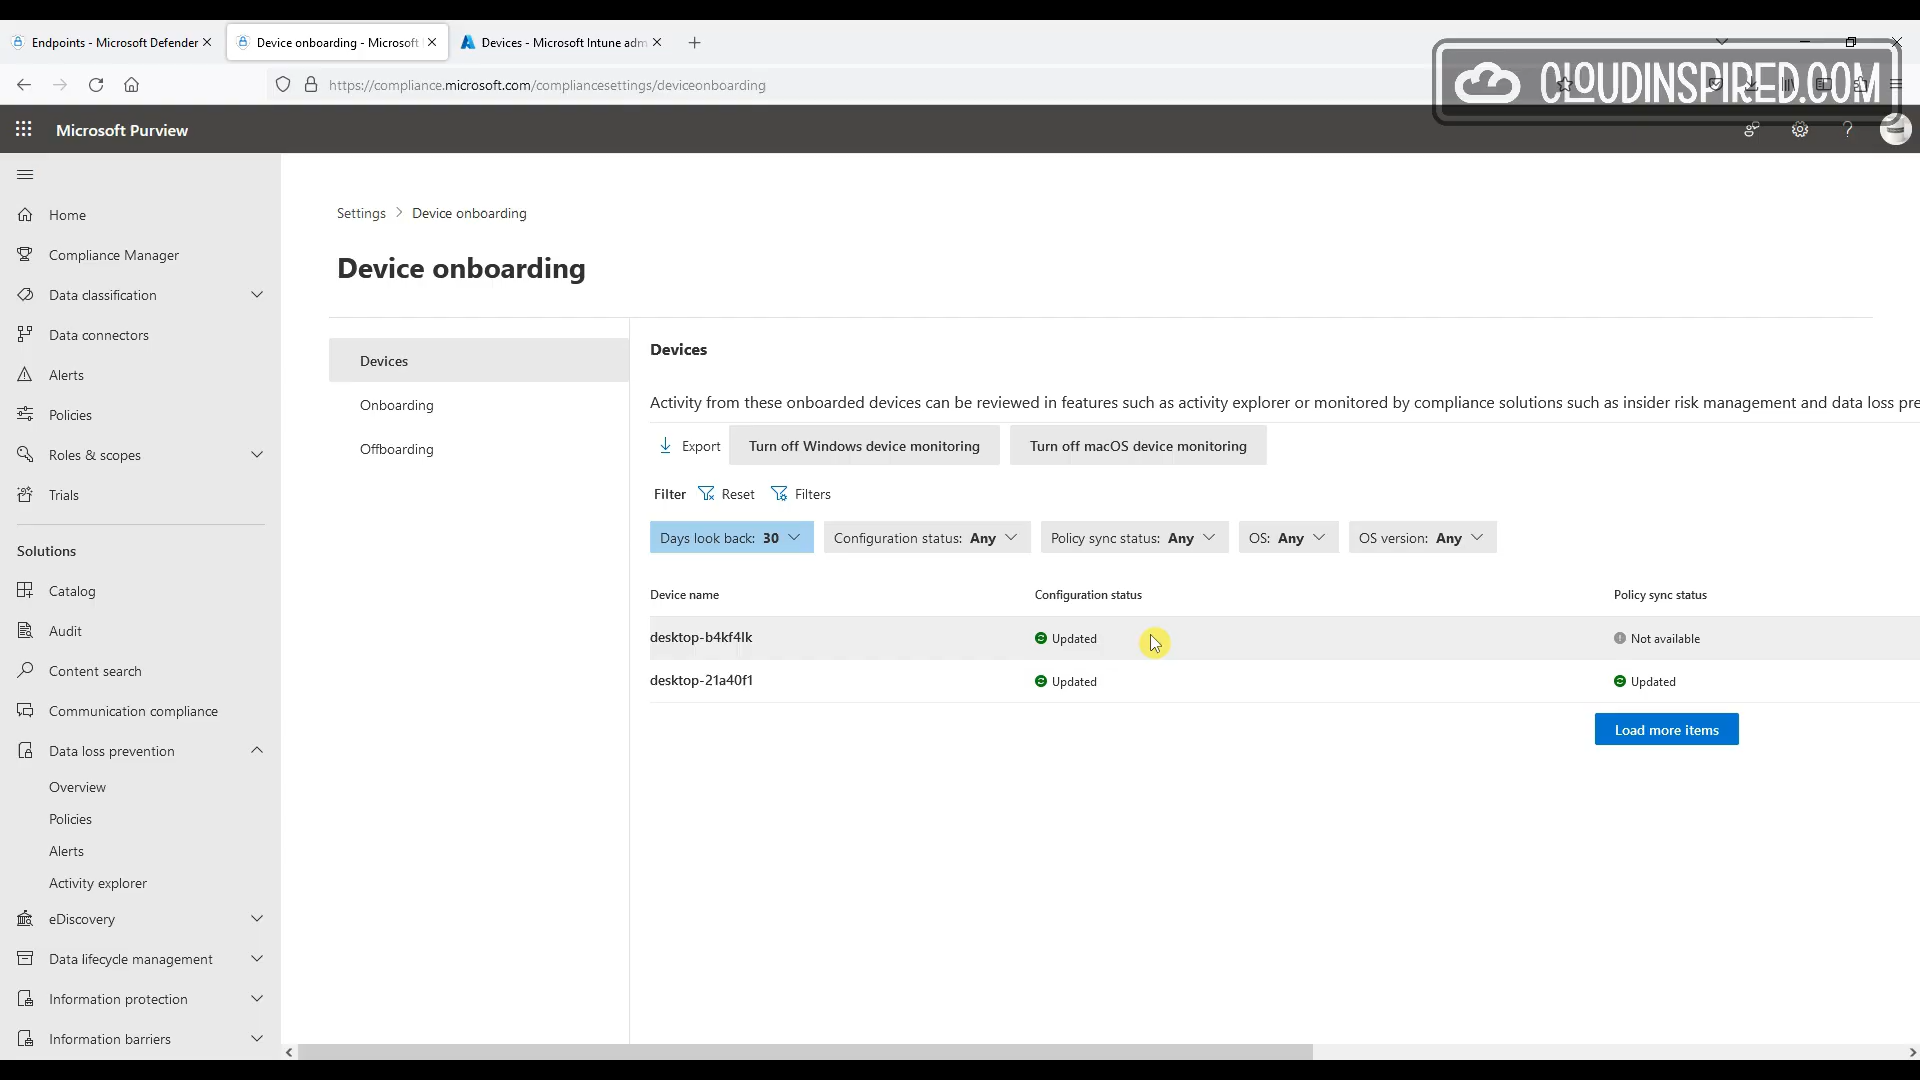 Endpoints - Microsoft Defender
Device onboarding - Microsoft
Devices - Microsoft Intune adm
https://compliance.microsoft.com/compliancesettings/deviceonboarding
CLOUDINSPIRED.COM
Microsoft Purview
Home
Compliance Manager
Data classification
Data connectors
Alerts
Policies
Roles & scopes
Trials
Solutions
Catalog
Audit
Content search
Communication compliance
Data loss prevention
Overview
Policies
Alerts
Activity explorer
eDiscovery
Data lifecycle management
Information protection
Information barriers
Settings > Device onboarding
Device onboarding
Devices
Onboarding
Offboarding
Devices
Activity from these onboarded devices can be reviewed in features such as activity explorer or monitored by compliance solutions such as insider risk management and data loss pre
Export Turn off Windows device monitoring Turn off macOS device monitoring
Filter Reset Filters
Days look back: 30 Configuration status: Any Policy sync status: Any OS: Any OS version: Any
Device name Configuration status Policy sync status
desktop-b4kf4lk Updated Not available
desktop-21a40f1 Updated Updated
Load more items